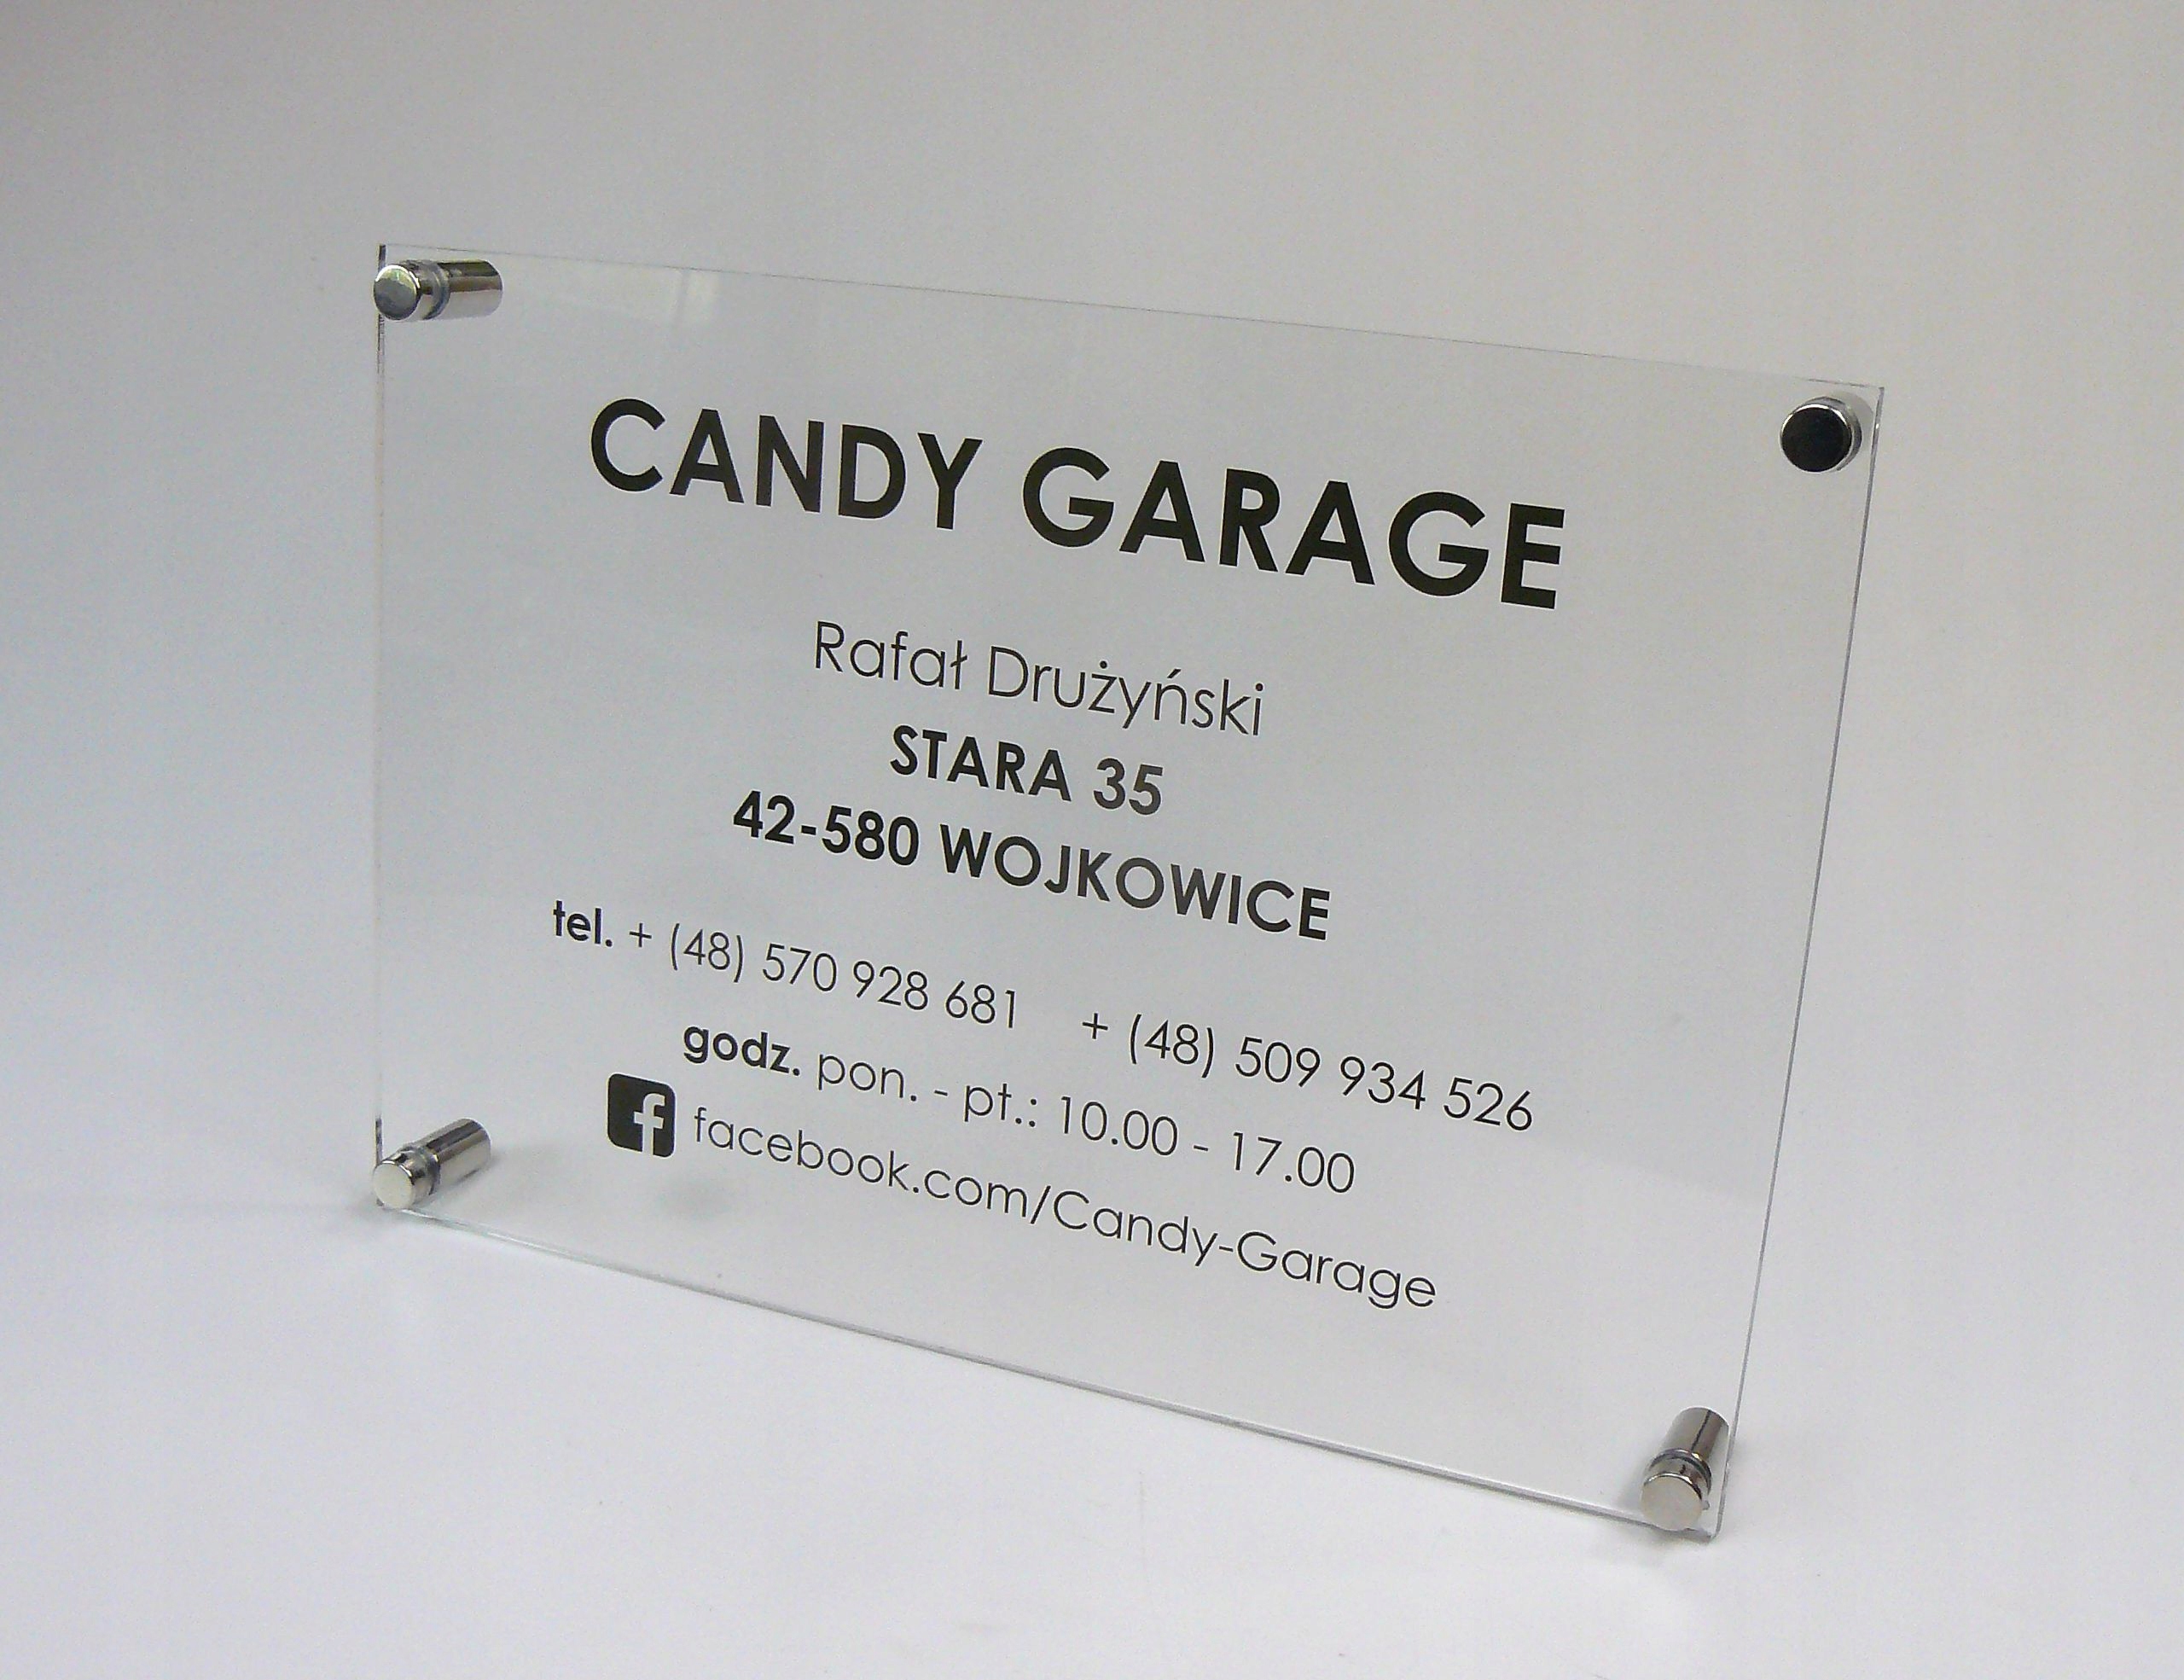 CANDY GARAGE
Rafał Drużyński
STARA 35
42-580 WOJKOWICE
tel. + (48) 570 928 681 + (48) 509 934 526
godz. pon. - pt.: 10.00 - 17.00
f facebook.com/Candy-Garage